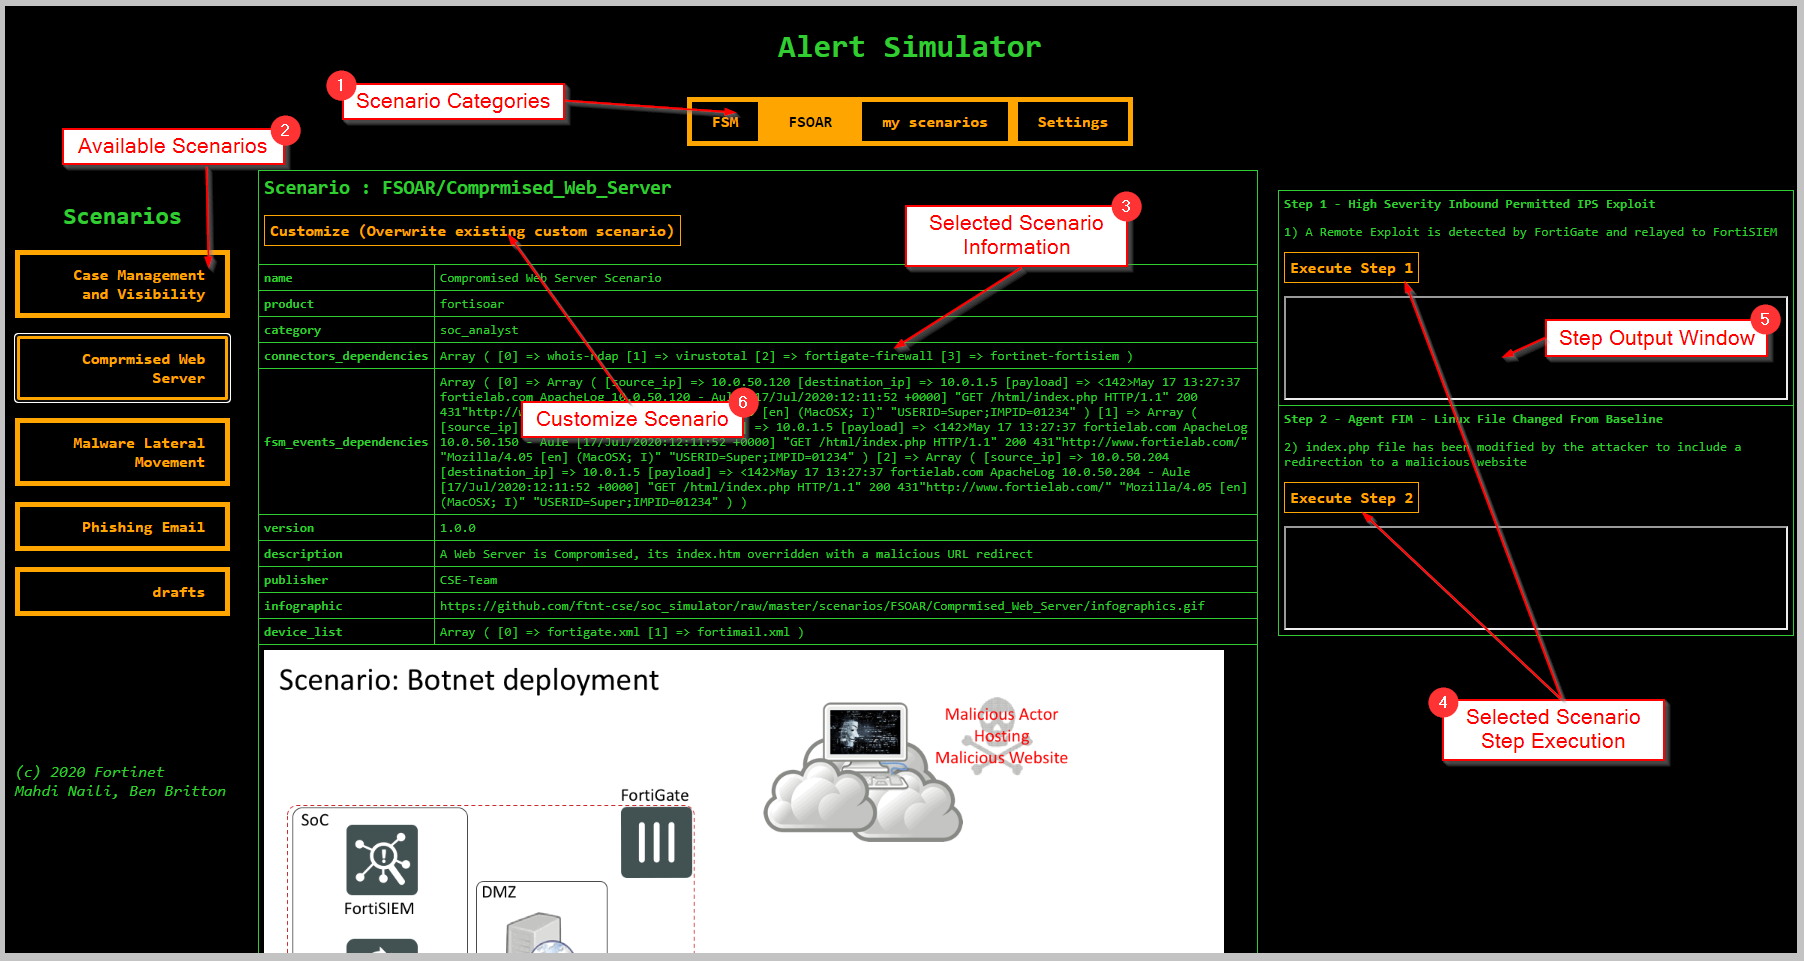 Alert Simulator
1
Scenario Categories
FSM
FSOAR
my scenarios
Settings
2
Available Scenarios
Scenarios
Case Management
and Visibility
Comprmised Web
Server
Malware Lateral
Movement
Phishing Email
drafts
(c) 2020 Fortinet
Mahdi Naili, Ben Britton
Scenario : FSOAR/Comprmised_Web_Server
Customize (Overwrite existing custom scenario)
3
Selected Scenario
Information
name Compromised Web Server Scenario
product fortisoar
category soc_analyst
connectors_dependencies Array ( [0] => whois-rdap [1] => virustotal [2] => fortigate-firewall [3] => fortinet-fortisiem )
fsm_events_dependencies
Array ( [0] => Array ( [source_ip] => 10.0.50.120 [destination_ip] => 10.0.1.5 [payload] => <142>May 17 13:27:37
fortielab.com ApacheLog 10.0.50.120 - Aule [17/Jul/2020:12:11:52 +0000] "GET /html/index.php HTTP/1.1" 200
431"http://w [en] (MacOSX; I)" "USERID=Super;IMPID=01234" ) [1] => Array (
[source_ip] => 10.0.1.5 [payload] => <142>May 17 13:27:37 fortielab.com ApacheLog
10.0.50.150 - Aule [17/Jul/2020:12:11:52 +0000] "GET /html/index.php HTTP/1.1" 200 431"http://www.fortielab.com/"
"Mozilla/4.05 [en] (MacOSX; I)" "USERID=Super;IMPID=01234" ) [2] => Array ( [source_ip] => 10.0.50.204
[destination_ip] => 10.0.1.5 [payload] => <142>May 17 13:27:37 fortielab.com ApacheLog 10.0.50.204 - Aule
[17/Jul/2020:12:11:52 +0000] "GET /html/index.php HTTP/1.1" 200 431"http://www.fortielab.com/" "Mozilla/4.05 [en]
(MacOSX; I)" "USERID=Super;IMPID=01234" ) )
6
Customize Scenario
version 1.0.0
description A Web Server is Compromised, its index.htm overridden with a malicious URL redirect
publisher CSE-Team
infographic https://github.com/ftnt-cse/soc_simulator/raw/master/scenarios/FSOAR/Comprmised_Web_Server/infographics.gif
device_list Array ( [0] => fortigate.xml [1] => fortimail.xml )
Scenario: Botnet deployment
Malicious Actor
Hosting
Malicious Website
FortiGate
SoC
FortiSIEM
DMZ
Step 1 - High Severity Inbound Permitted IPS Exploit
1) A Remote Exploit is detected by FortiGate and relayed to FortiSIEM
Execute Step 1
5
Step Output Window
Step 2 - Agent FIM - Linux File Changed From Baseline
2) index.php file has been modified by the attacker to include a
redirection to a malicious website
Execute Step 2
4
Selected Scenario
Step Execution